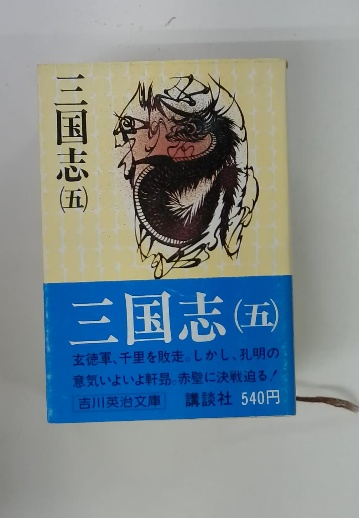 三国志
(五)
三国志(五)
玄徳軍、千里を敗走。しかし、孔明の
意気いよいよ軒昂。赤壁に決戦迫る!
吉川英治文庫 講談社 540円